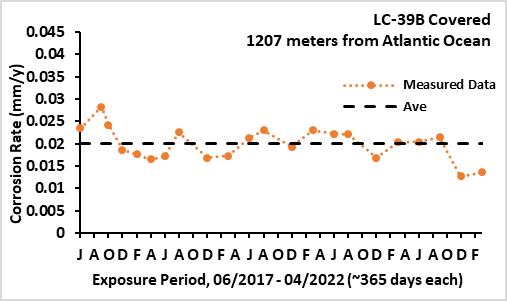 LC-39B Covered
1207 meters from Atlantic Ocean
0.045
0.04
0.035
0.03
0.025
0.02
0.015
0.01
0.005
0
Corrosion Rate (mm/y)
Measured Data
Ave
J A O D F A J A O D F A J A O D F A J A O D F A J A O D F
Exposure Period, 06/2017 - 04/2022 (~365 days each)